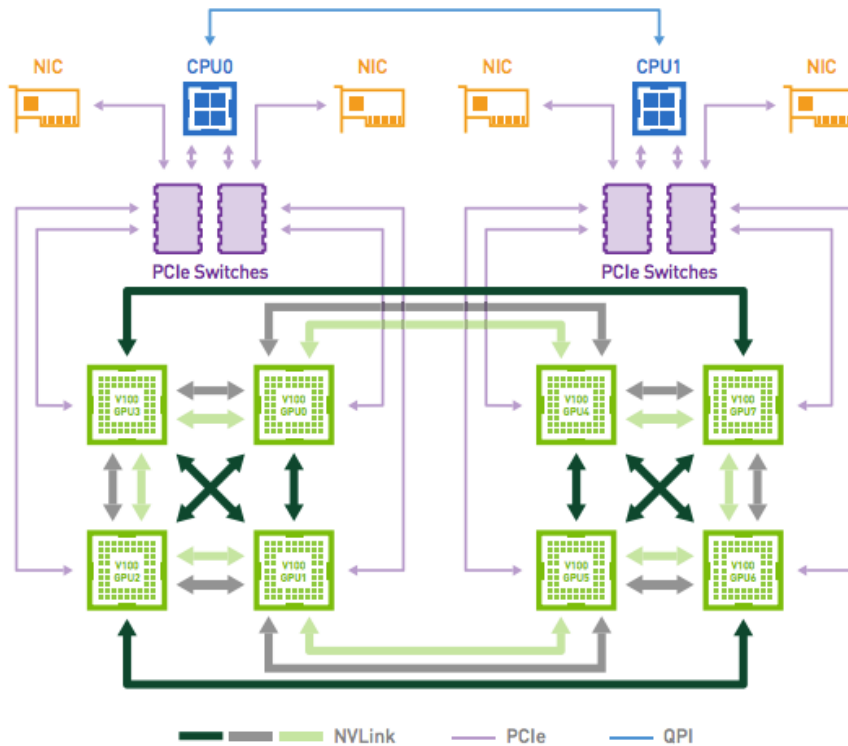 NIC
CPU0
NIC
NIC
CPU1
NIC
PCIe Switches
PCIe Switches
V100
GPU3
V100
GPU0
V100
GPU4
V100
GPU7
V100
GPU2
V100
GPU1
V100
GPU5
V100
GPU6
NVLink
PCIe
QPI